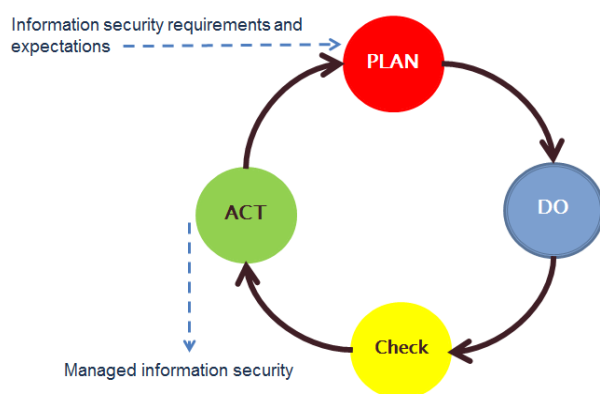 Information security requirements and
expectations
PLAN
DO
ACT
Check
Managed information security